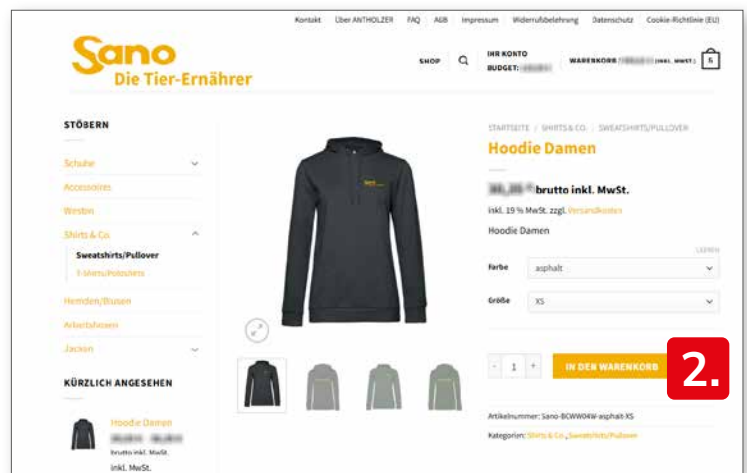 Kontakt Über ANTHOLZER FAQ AGB Impressum Widerrufsbelehrung Datenschutz Cookie-Richtlinie (EU)
Sano
Die Tier-Ernährer
SHOP
IHR KONTO
BUDGET:
WARENKORB / (INKL. MWST.) 6
STÖBERN
Schuhe
Accessoires
Westen
Shirts & Co.
Sweatshirts/Pullover
T-Shirts/Poloshirts
Hemden/Blusen
Arbeitshosen
Jacken
KÜRZLICH ANGESEHEN
Hoodie Damen
brutto inkl. MwSt.
inkl. MwSt.
Sano
STARTSEITE / SHIRTS & CO. / SWEATSHIRTS/PULLOVER
Hoodie Damen
brutto inkl. MwSt.
inkl. 19 % MwSt. zzgl. Versandkosten
Hoodie Damen
LEEREN
Farbe asphalt
Größe XS
- 1 + IN DEN WARENKORB
2.
Artikelnummer: Sano-BCWW04W-asphalt-XS
Kategorien: Shirts & Co., Sweatshirts/Pullover